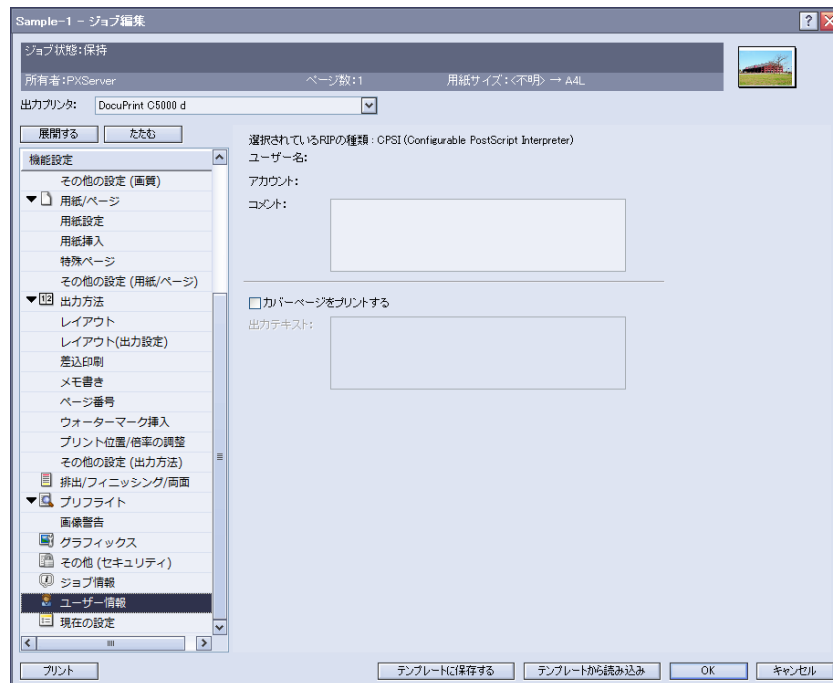 Sample-1 - ジョブ編集
ジョブ状態:保持
所有者:PXServer ページ数:1 用紙サイズ:<不明> → A4L
出力プリンタ: DocuPrint C5000 d
展開する たたむ
機能設定
その他の設定 (画質)
用紙/ページ
用紙設定
用紙挿入
特殊ページ
その他の設定 (用紙/ページ)
出力方法
レイアウト
レイアウト(出力設定)
差込印刷
メモ書き
ページ番号
ウォーターマーク挿入
プリント位置/倍率の調整
その他の設定 (出力方法)
排出/フィニッシング/両面
プリフライト
画像警告
グラフィックス
その他 (セキュリティ)
ジョブ情報
ユーザー情報
現在の設定
選択されているRIPの種類 : CPSI (Configurable PostScript Interpreter)
ユーザー名:
アカウント:
コメント:
カバーページをプリントする
出力テキスト:
プリント テンプレートに保存する テンプレートから読み込み OK キャンセル